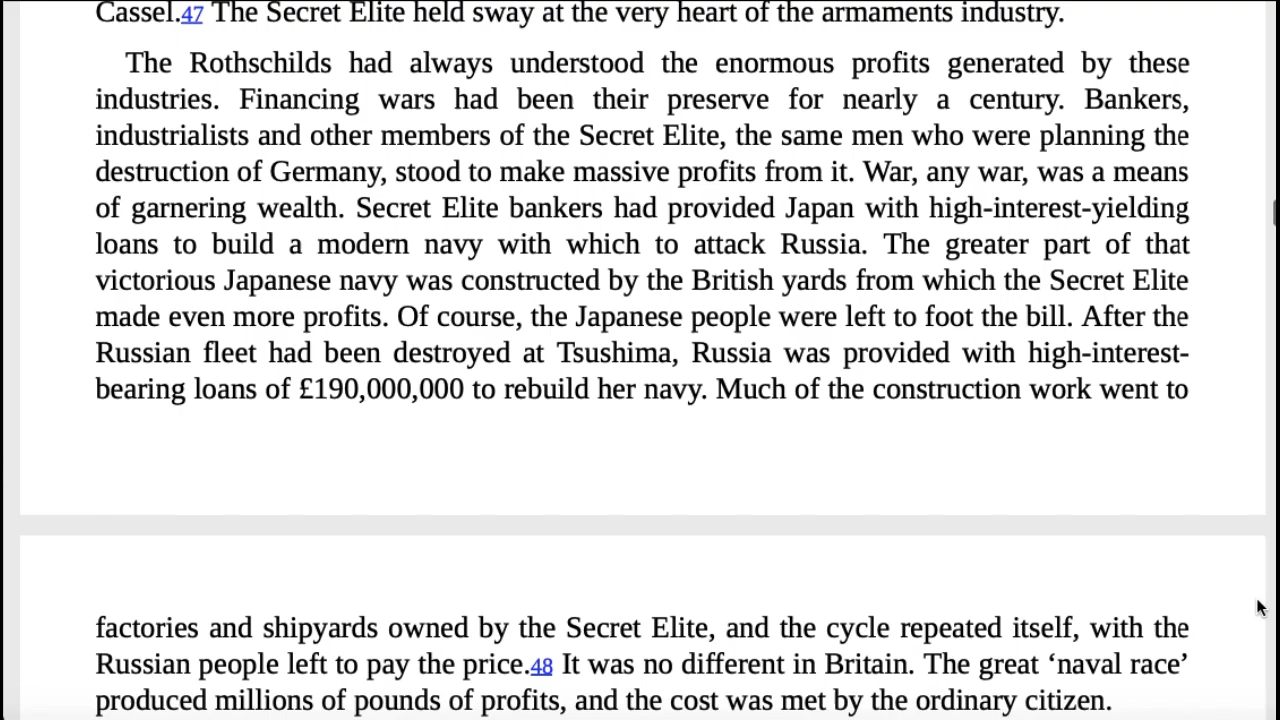 Cassel.47 The Secret Elite held sway at the very heart of the armaments industry.
The Rothschilds had always understood the enormous profits generated by these
industries. Financing wars had been their preserve for nearly a century. Bankers,
industrialists and other members of the Secret Elite, the same men who were planning the
destruction of Germany, stood to make massive profits from it. War, any war, was a means
of garnering wealth. Secret Elite bankers had provided Japan with high-interest-yielding
loans to build a modern navy with which to attack Russia. The greater part of that
victorious Japanese navy was constructed by the British yards from which the Secret Elite
made even more profits. Of course, the Japanese people were left to foot the bill. After the
Russian fleet had been destroyed at Tsushima, Russia was provided with high-interest-
bearing loans of £190,000,000 to rebuild her navy. Much of the construction work went to
factories and shipyards owned by the Secret Elite, and the cycle repeated itself, with the
Russian people left to pay the price.48 It was no different in Britain. The great ‘naval race’
produced millions of pounds of profits, and the cost was met by the ordinary citizen.